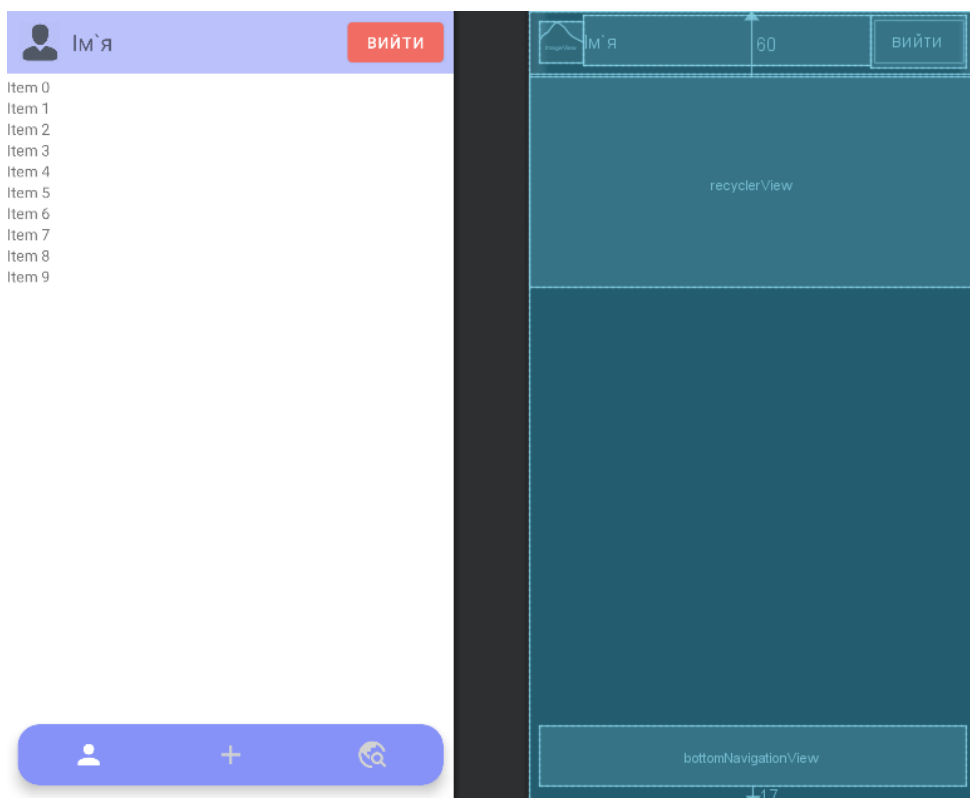 Ім`я ВИЙТИ
Item 0
Item 1
Item 2
Item 3
Item 4
Item 5
Item 6
Item 7
Item 8
Item 9
ImageView Ім`я 60 ВИЙТИ
recyclerView
bottomNavigationView
17